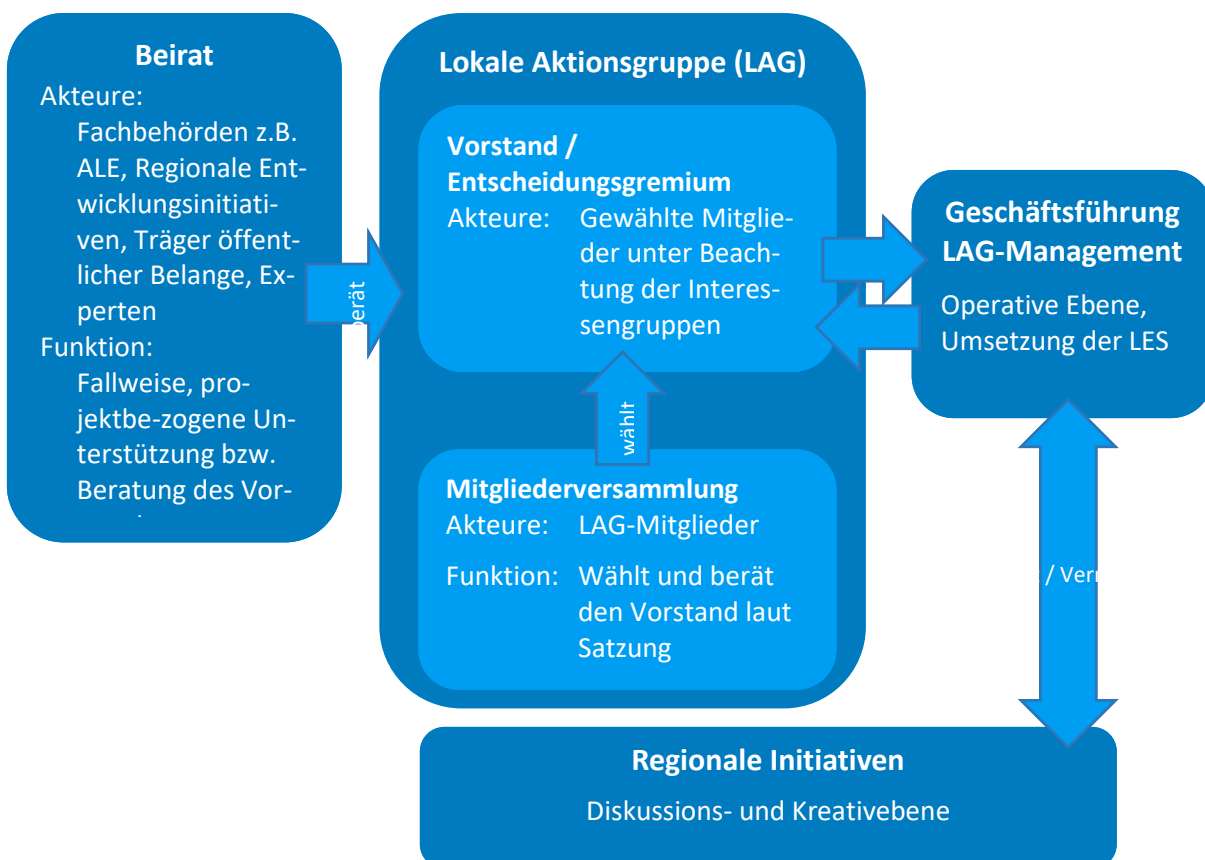 Beirat
Akteure:
Fachbehörden z.B.
ALE, Regionale Ent-
wicklungsinitiati-
ven, Träger öffent-
licher Belange, Ex-
perten
Funktion:
Fallweise, pro-
jektbe-zogene Un-
terstützung bzw.
Beratung des Vor-
berät
Lokale Aktionsgruppe (LAG)
Vorstand /
Entscheidungsgremium
Akteure: Gewählte Mitglie-
der unter Beach-
tung der Interes-
sengruppen
wählt
Mitgliederversammlung
Akteure: LAG-Mitglieder
Funktion: Wählt und berät
den Vorstand laut
Satzung
Geschäftsführung
LAG-Management
Operative Ebene,
Umsetzung der LES
Regionale Initiativen
Diskussions- und Kreativebene